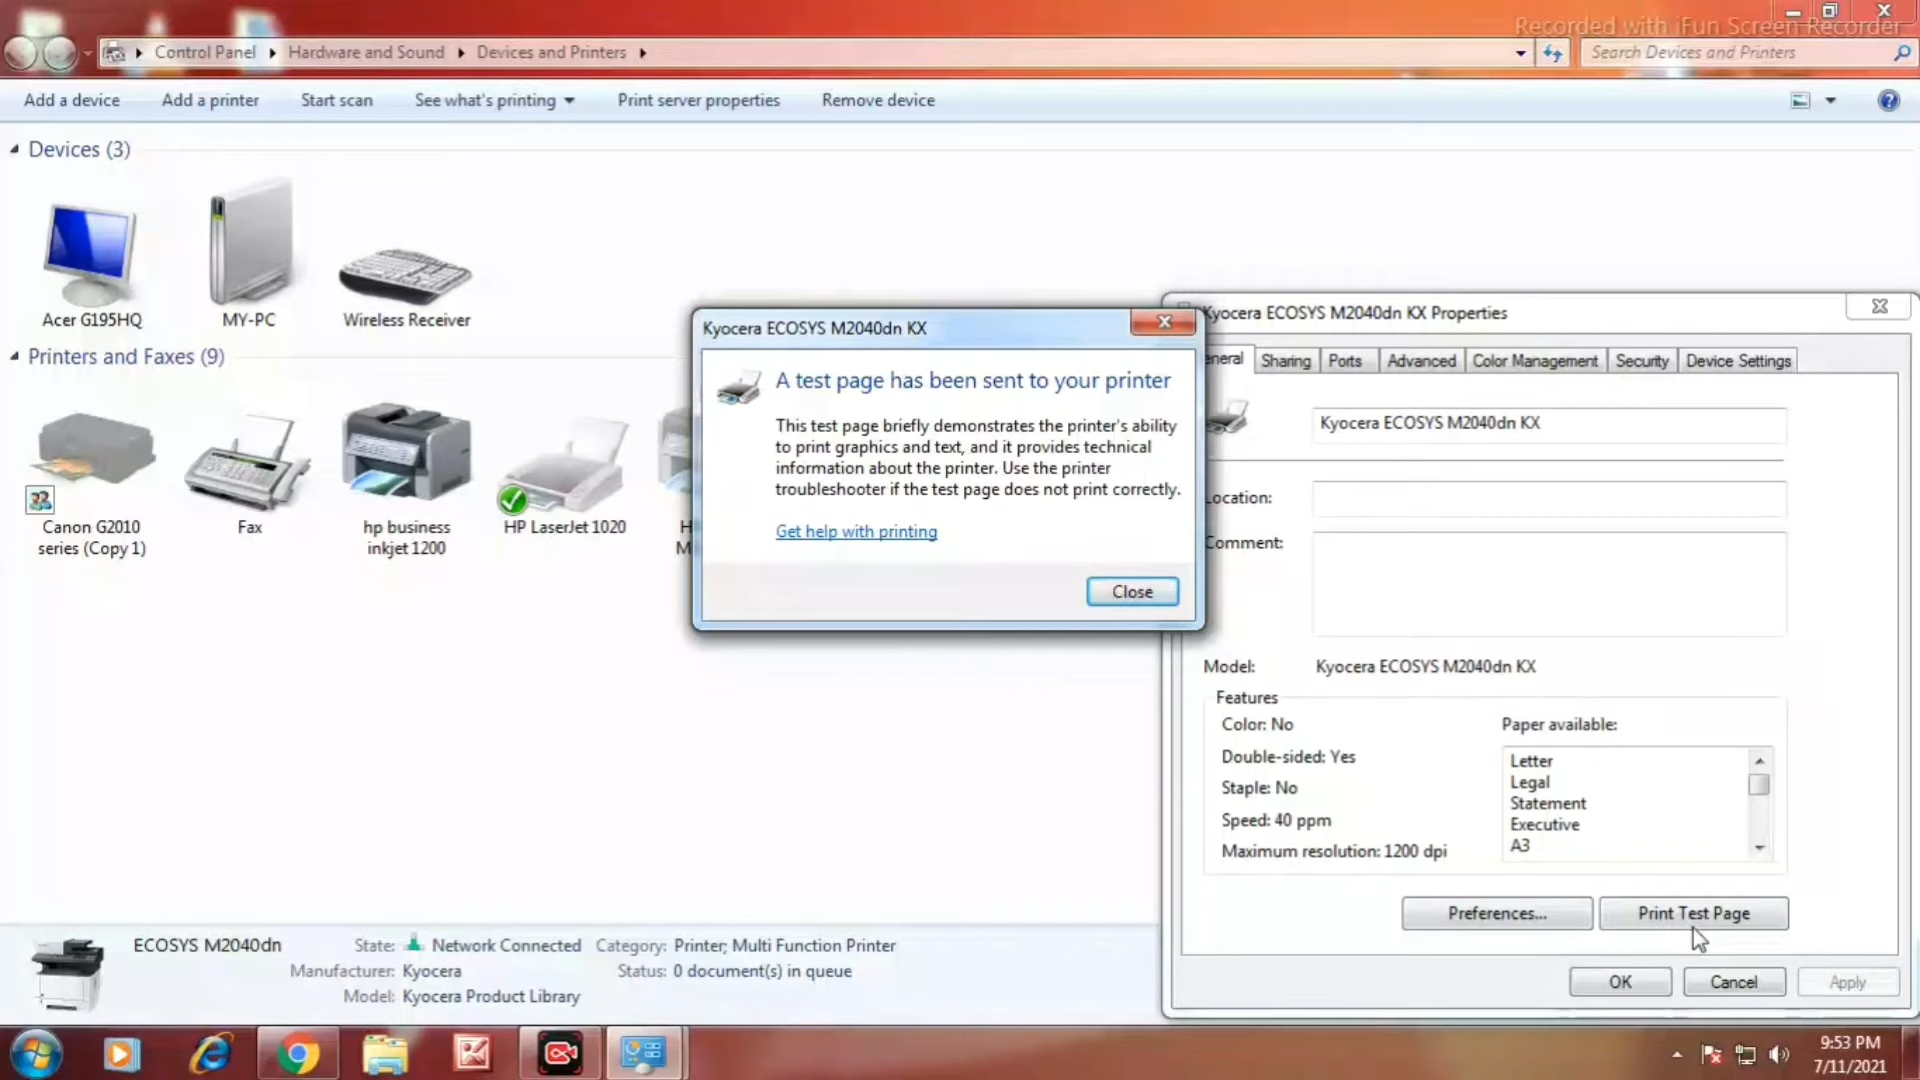 Recorded with iFun Screen Recorder
Control Panel
Hardware and Sound
Devices and Printers
Search Devices and Printers
Add a device
Add a printer
Start scan
See what's printing
Print server properties
Remove device
Devices (3)
Acer G195HQ
MY-PC
Wireless Receiver
Printers and Faxes (9)
Canon G2010
series (Copy 1)
Fax
hp business
inkjet 1200
HP LaserJet 1020
H
M
Kyocera ECOSYS M2040dn KX
A test page has been sent to your printer
This test page briefly demonstrates the printer's ability
to print graphics and text, and it provides technical
information about the printer. Use the printer
troubleshooter if the test page does not print correctly.
Get help with printing
Close
Kyocera ECOSYS M2040dn KX Properties
eneral
Sharing
Ports
Advanced
Color Management
Security
Device Settings
Kyocera ECOSYS M2040dn KX
Location:
Comment:
Model:
Kyocera ECOSYS M2040dn KX
Features
Color: No
Double-sided: Yes
Staple: No
Speed: 40 ppm
Maximum resolution: 1200 dpi
Paper available:
Letter
Legal
Statement
Executive
A3
Preferences...
Print Test Page
OK
Cancel
Apply
ECOSYS M2040dn
State: Network Connected
Manufacturer: Kyocera
Model: Kyocera Product Library
Category: Printer; Multi Function Printer
Status: 0 document(s) in queue
9:53 PM
7/11/2021